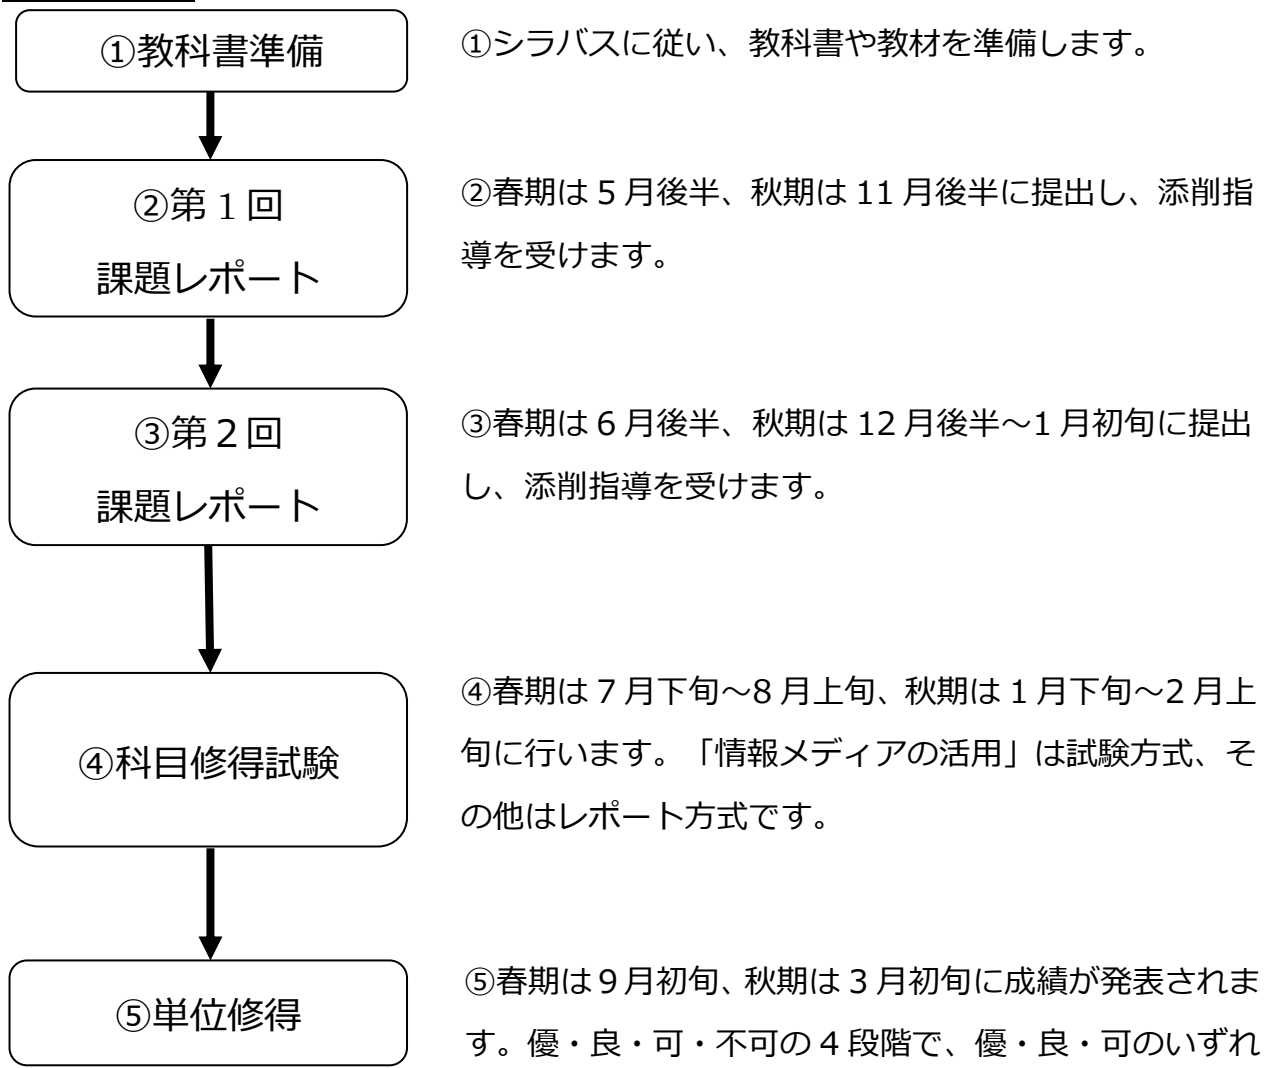 ①教科書準備
①シラバスに従い、教科書や教材を準備します。
②第１回
課題レポート
②春期は５月後半、秋期は 11 月後半に提出し、添削指
導を受けます。
③第２回
課題レポート
③春期は６月後半、秋期は 12 月後半～1 月初旬に提出
し、添削指導を受けます。
④科目修得試験
④春期は７月下旬～8 月上旬、秋期は１月下旬～2 月上
旬に行います。「情報メディアの活用」は試験方式、そ
の他はレポート方式です。
⑤単位修得
⑤春期は９月初旬、秋期は３月初旬に成績が発表されま
す。優・良・可・不可の４段階で、優・良・可のいずれ